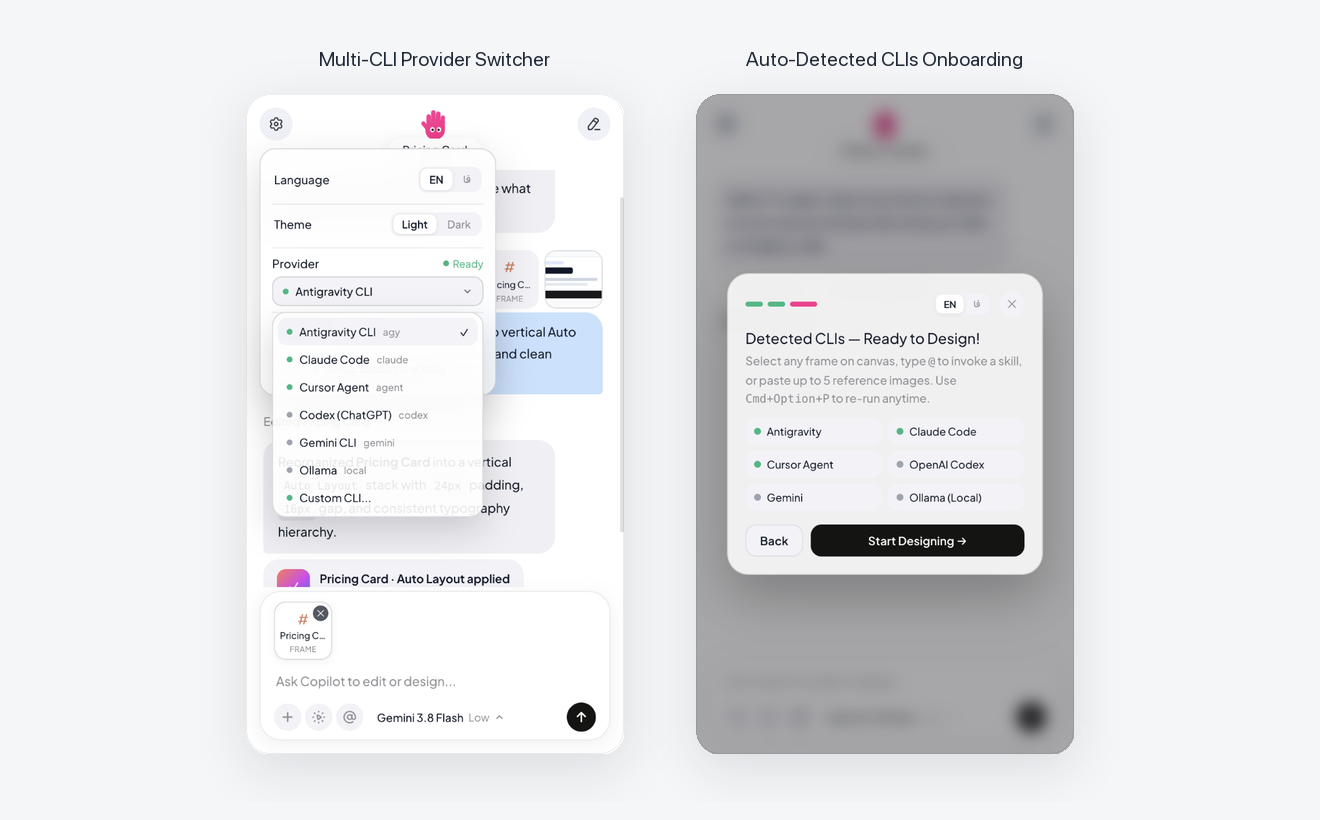 Multi-CLI Provider Switcher
Auto-Detected CLIs Onboarding
Language
EN
فا
Theme
Light
Dark
Provider
Ready
Antigravity CLI
Antigravity CLI agy
Claude Code claude
Cursor Agent agent
Codex (ChatGPT) codex
Gemini CLI gemini
Ollama local
Custom CLI...
e what
#
cing C...
FRAME
vertical Auto
and clean
Reorganized Pricing Card into a vertical
Auto Layout stack with 24px padding,
16px gap, and consistent typography
hierarchy.
Pricing Card · Auto Layout applied
#
Pricing C...
FRAME
Ask Copilot to edit or design...
@
Gemini 3.8 Flash Low
EN
فا
Detected CLIs — Ready to Design!
Select any frame on canvas, type @ to invoke a skill,
or paste up to 5 reference images. Use
Cmd+Option+P to re-run anytime.
Antigravity
Claude Code
Cursor Agent
OpenAI Codex
Gemini
Ollama (Local)
Back
Start Designing →